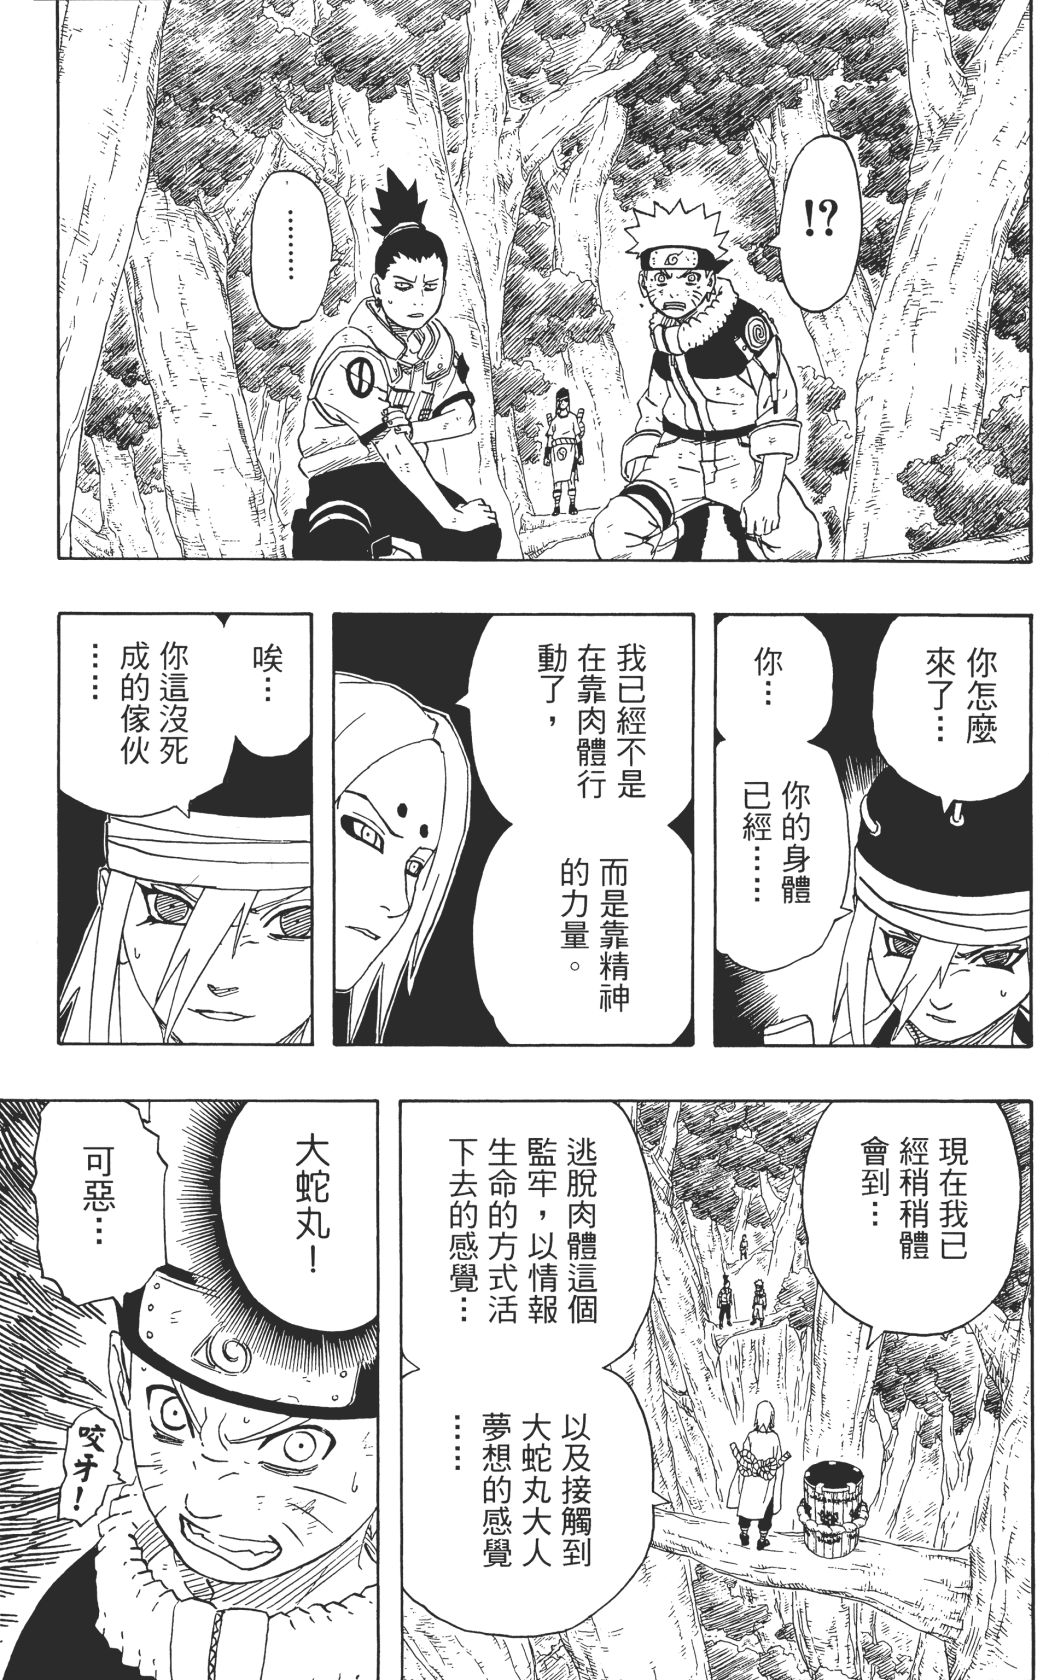 !?
………
你怎麼
來了…
你…
你的身體
已經……
我已經不是
在靠肉體行
動了，
而是靠精神
的力量。
唉…
你這沒死
成的傢伙
……
現在我已
經稍稍體
會到…
逃脫肉體這個
監牢，以情報
生命的方式活
下去的感覺…
以及接觸到
大蛇丸大人
夢想的感覺
……
大蛇丸！
可惡…
咬牙！